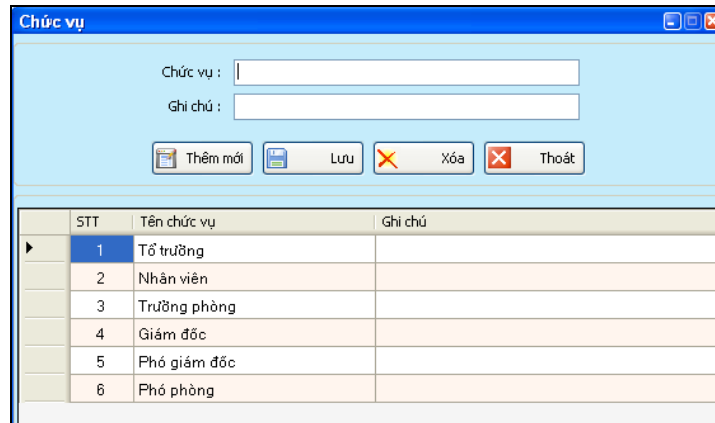 Chức vụ
Chức vụ :
Ghi chú :
Thêm mới Lưu Xóa Thoát
STT Tên chức vụ Ghi chú
1 Tổ trưởng
2 Nhân viên
3 Trưởng phòng
4 Giám đốc
5 Phó giám đốc
6 Phó phòng